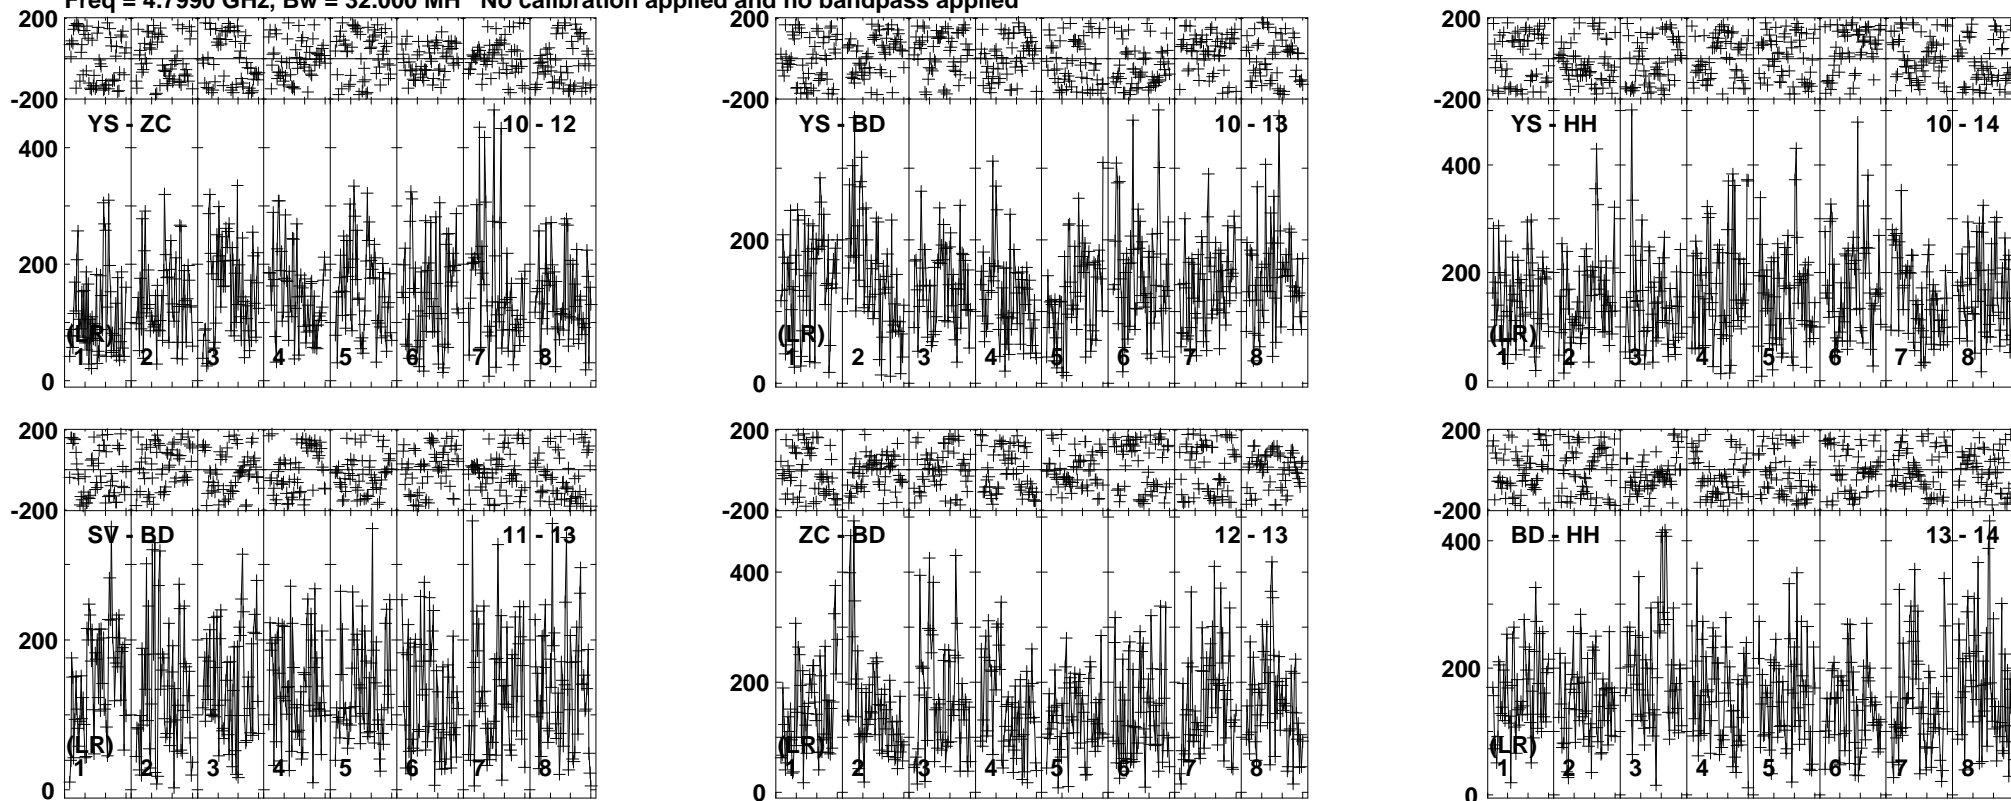 Freq = 4.7990 GHz, Bw = 32.000 MH No calibration applied and no bandpass applied
200
-200
YS - ZC 10 - 12
400
200
0
(LR)
1 2 3 4 5 6 7 8
200
-200
YS - BD 10 - 13
200
0
(LR)
1 2 3 4 5 6 7 8
200
-200
YS - HH 10 - 14
400
200
0
(LR)
1 2 3 4 5 6 7 8
200
-200
SV - BD 11 - 13
200
0
(LR)
1 2 3 4 5 6 7 8
200
-200
ZC - BD 12 - 13
400
200
0
(LR)
1 2 3 4 5 6 7 8
200
-200
BD - HH 13 - 14
400
200
0
(LR)
1 2 3 4 5 6 7 8